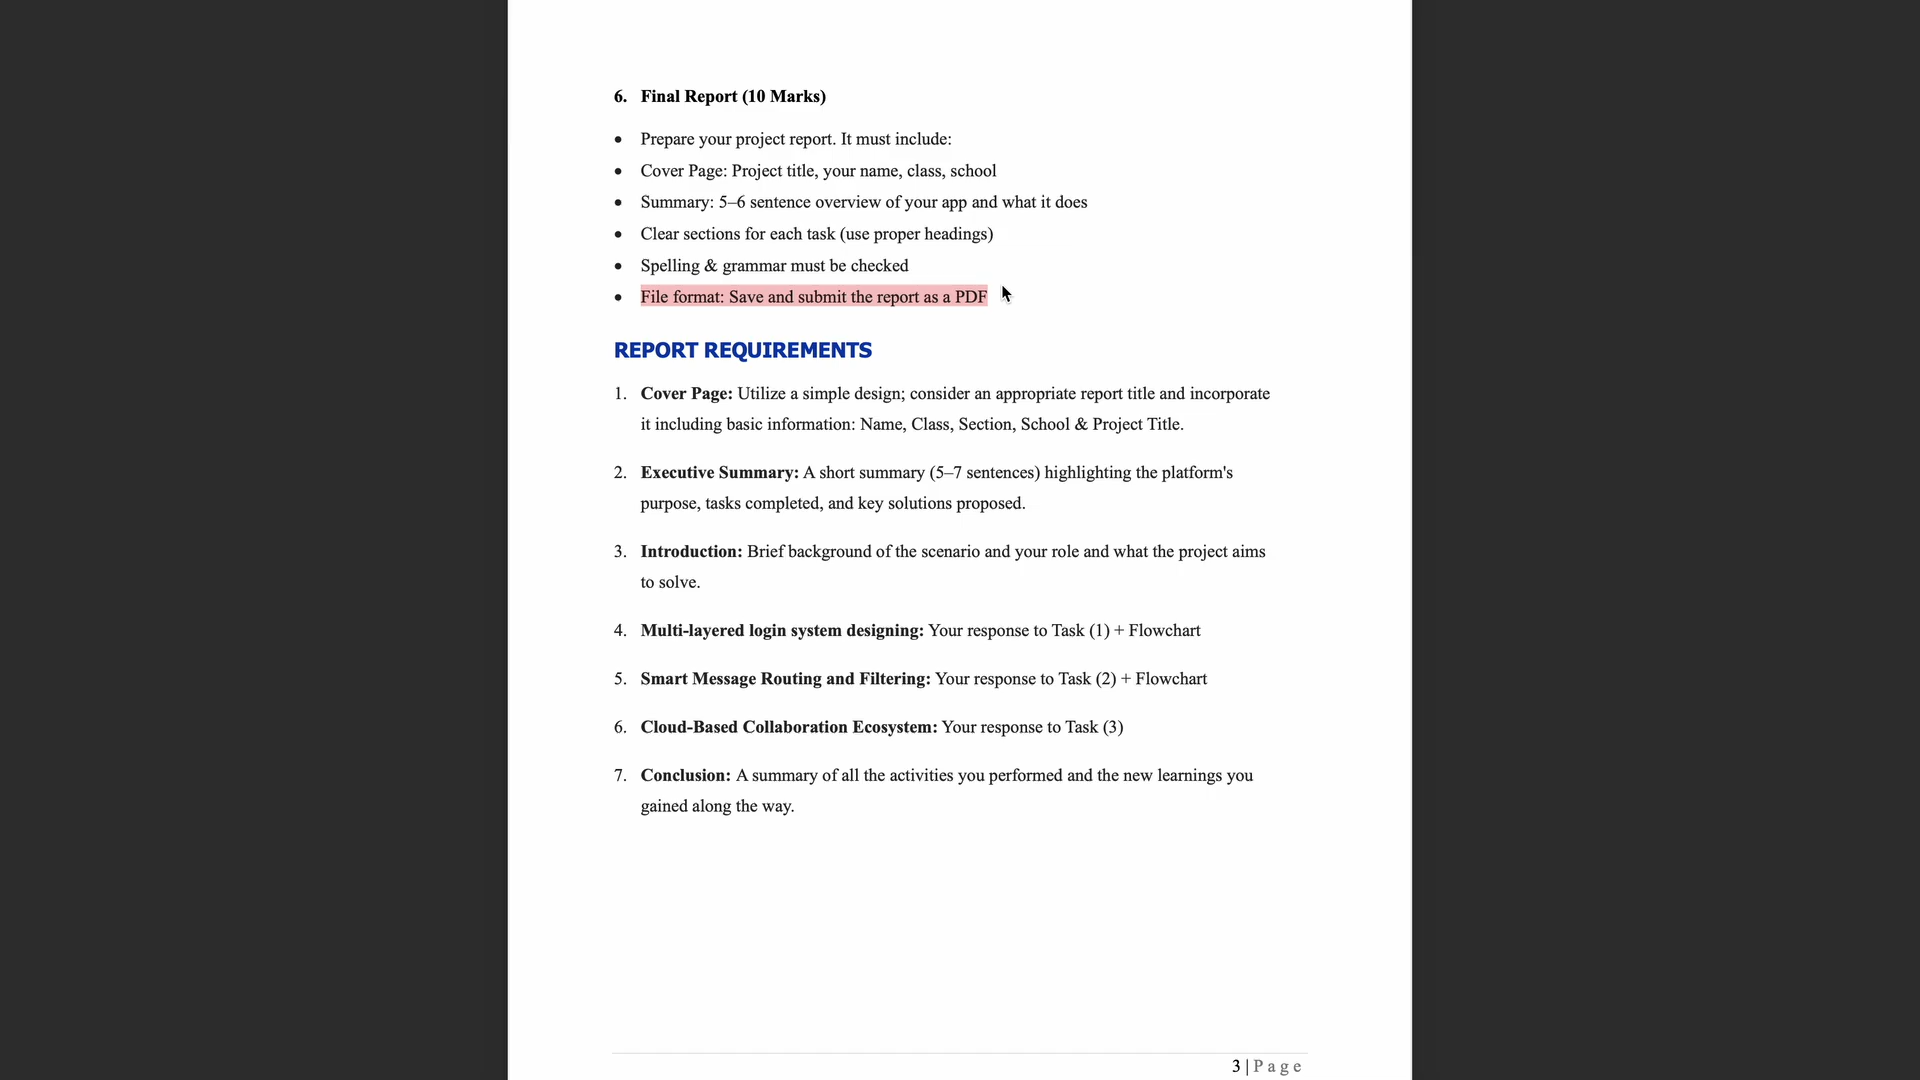 6. Final Report (10 Marks)
• Prepare your project report. It must include:
• Cover Page: Project title, your name, class, school
• Summary: 5–6 sentence overview of your app and what it does
• Clear sections for each task (use proper headings)
• Spelling & grammar must be checked
• File format: Save and submit the report as a PDF
REPORT REQUIREMENTS
1. Cover Page: Utilize a simple design; consider an appropriate report title and incorporate
it including basic information: Name, Class, Section, School & Project Title.
2. Executive Summary: A short summary (5–7 sentences) highlighting the platform's
purpose, tasks completed, and key solutions proposed.
3. Introduction: Brief background of the scenario and your role and what the project aims
to solve.
4. Multi-layered login system designing: Your response to Task (1) + Flowchart
5. Smart Message Routing and Filtering: Your response to Task (2) + Flowchart
6. Cloud-Based Collaboration Ecosystem: Your response to Task (3)
7. Conclusion: A summary of all the activities you performed and the new learnings you
gained along the way.
3 | Page